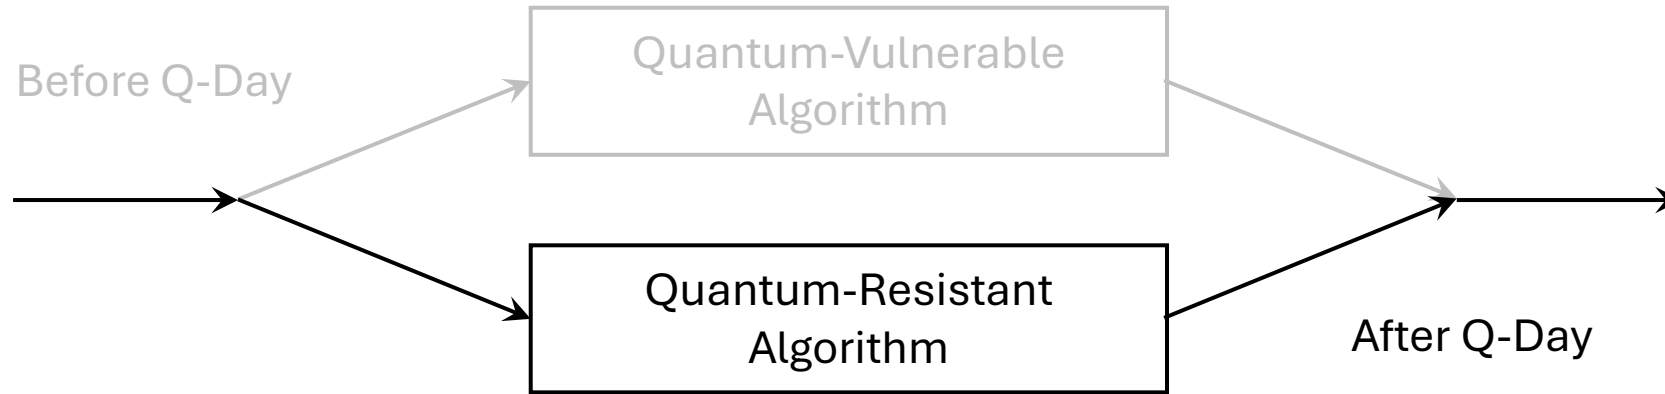 Before Q-Day
Quantum-Vulnerable
Algorithm
Quantum-Resistant
Algorithm
After Q-Day